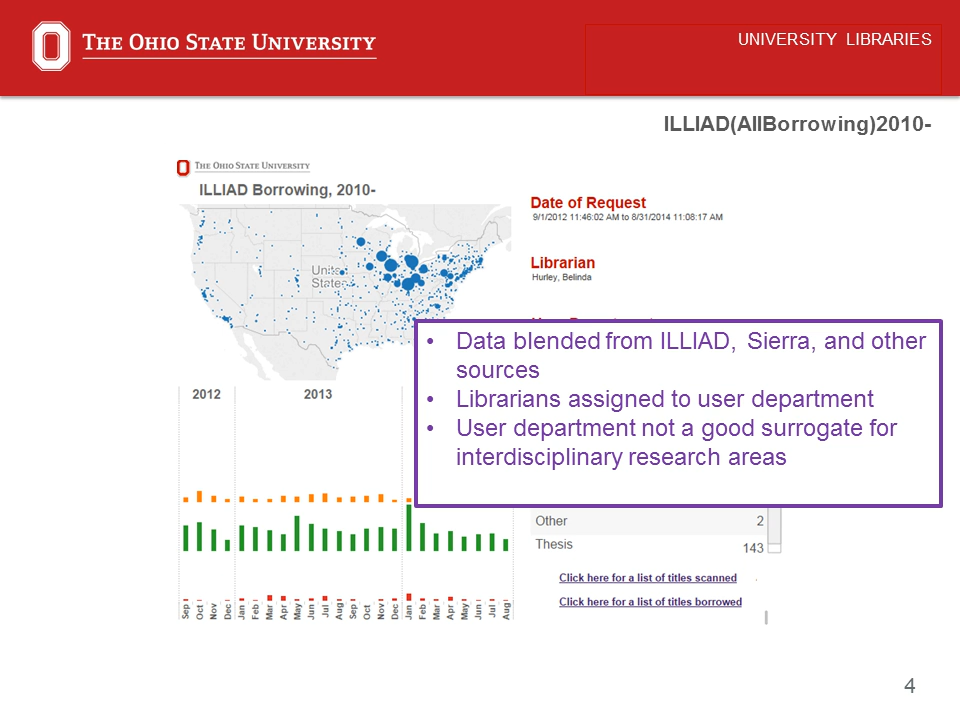 THE OHIO STATE UNIVERSITY
UNIVERSITY LIBRARIES
ILLIAD(AllBorrowing)2010-
THE OHIO STATE UNIVERSITY
ILLIAD Borrowing, 2010-
Date of Request
9/1/2012 11:46:02 AM to 8/31/2014 11:08:17 AM
Librarian
Hurley, Belinda
United
States
• Data blended from ILLIAD, Sierra, and other
sources
• Librarians assigned to user department
• User department not a good surrogate for
interdisciplinary research areas
2012 2013
Other 2
Thesis 143
Click here for a list of titles scanned
Click here for a list of titles borrowed
Sep Oct Nov Dec Jan Feb Mar Apr May Jun Jul Aug Sep Oct Nov Dec Jan Feb Mar Apr May Jun Jul Aug
4